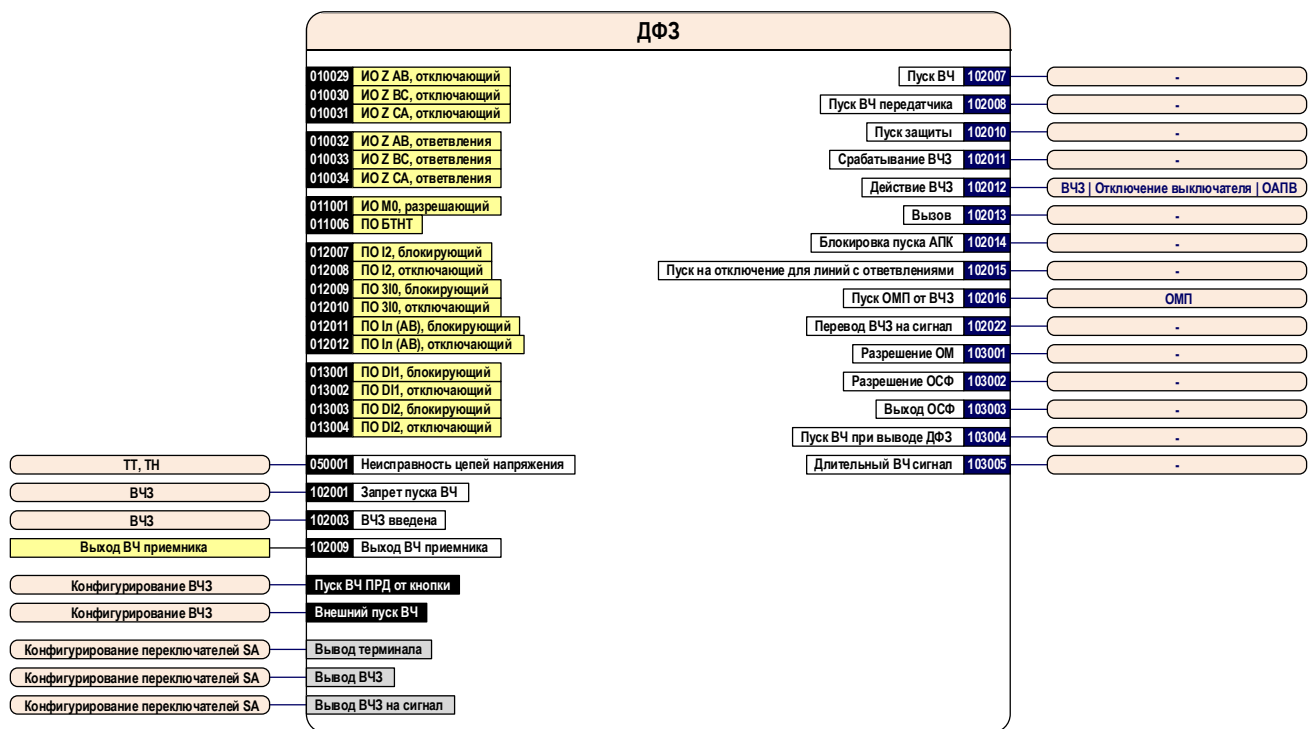 ДФЗ
010029 ИО Z АВ, отключающий
010030 ИО Z ВС, отключающий
010031 ИО Z СА, отключающий
010032 ИО Z АВ, ответвления
010033 ИО Z ВС, ответвления
010034 ИО Z СА, ответвления
011001 ИО М0, разрешающий
011006 ПО БТНТ
012007 ПО I2, блокирующий
012008 ПО I2, отключающий
012009 ПО 3I0, блокирующий
012010 ПО 3I0, отключающий
012011 ПО Iл (АВ), блокирующий
012012 ПО Iл (АВ), отключающий
013001 ПО DI1, блокирующий
013002 ПО DI1, отключающий
013003 ПО DI2, блокирующий
013004 ПО DI2, отключающий
ТТ, ТН 050001 Неисправность цепей напряжения
ВЧЗ 102001 Запрет пуска ВЧ
ВЧЗ 102003 ВЧЗ введена
Выход ВЧ приемника 102009 Выход ВЧ приемника
Конфигурирование ВЧЗ Пуск ВЧ ПРД от кнопки
Конфигурирование ВЧЗ Внешний пуск ВЧ
Конфигурирование переключателей SA Вывод терминала
Конфигурирование переключателей SA Вывод ВЧЗ
Конфигурирование переключателей SA Вывод ВЧЗ на сигнал
Пуск ВЧ 102007 -
Пуск ВЧ передатчика 102008 -
Пуск защиты 102010 -
Срабатывание ВЧЗ 102011 -
Действие ВЧЗ 102012 ВЧЗ | Отключение выключателя | ОАПВ
Вызов 102013 -
Блокировка пуска АПК 102014 -
Пуск на отключение для линий с ответвлениями 102015 -
Пуск ОМП от ВЧЗ 102016 ОМП
Перевод ВЧЗ на сигнал 102022 -
Разрешение ОМ 103001 -
Разрешение ОСФ 103002 -
Выход ОСФ 103003 -
Пуск ВЧ при выводе ДФЗ 103004 -
Длительный ВЧ сигнал 103005 -